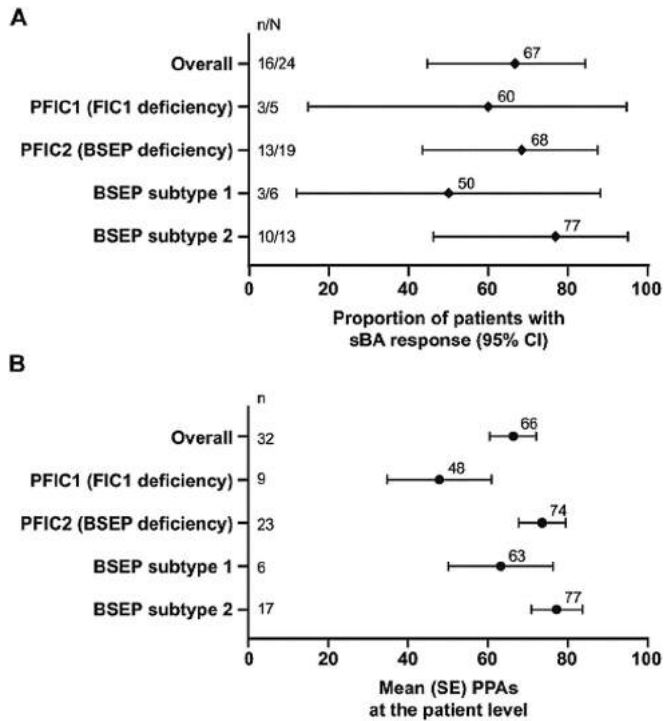 A
n/N
Overall 16/24 67
PFIC1 (FIC1 deficiency) 3/5 60
PFIC2 (BSEP deficiency) 13/19 68
BSEP subtype 1 3/6 50
BSEP subtype 2 10/13 77
0 20 40 60 80 100
Proportion of patients with
sBA response (95% CI)
B
n
Overall 32 66
PFIC1 (FIC1 deficiency) 9 48
PFIC2 (BSEP deficiency) 23 74
BSEP subtype 1 6 63
BSEP subtype 2 17 77
0 20 40 60 80 100
Mean (SE) PPAs
at the patient level